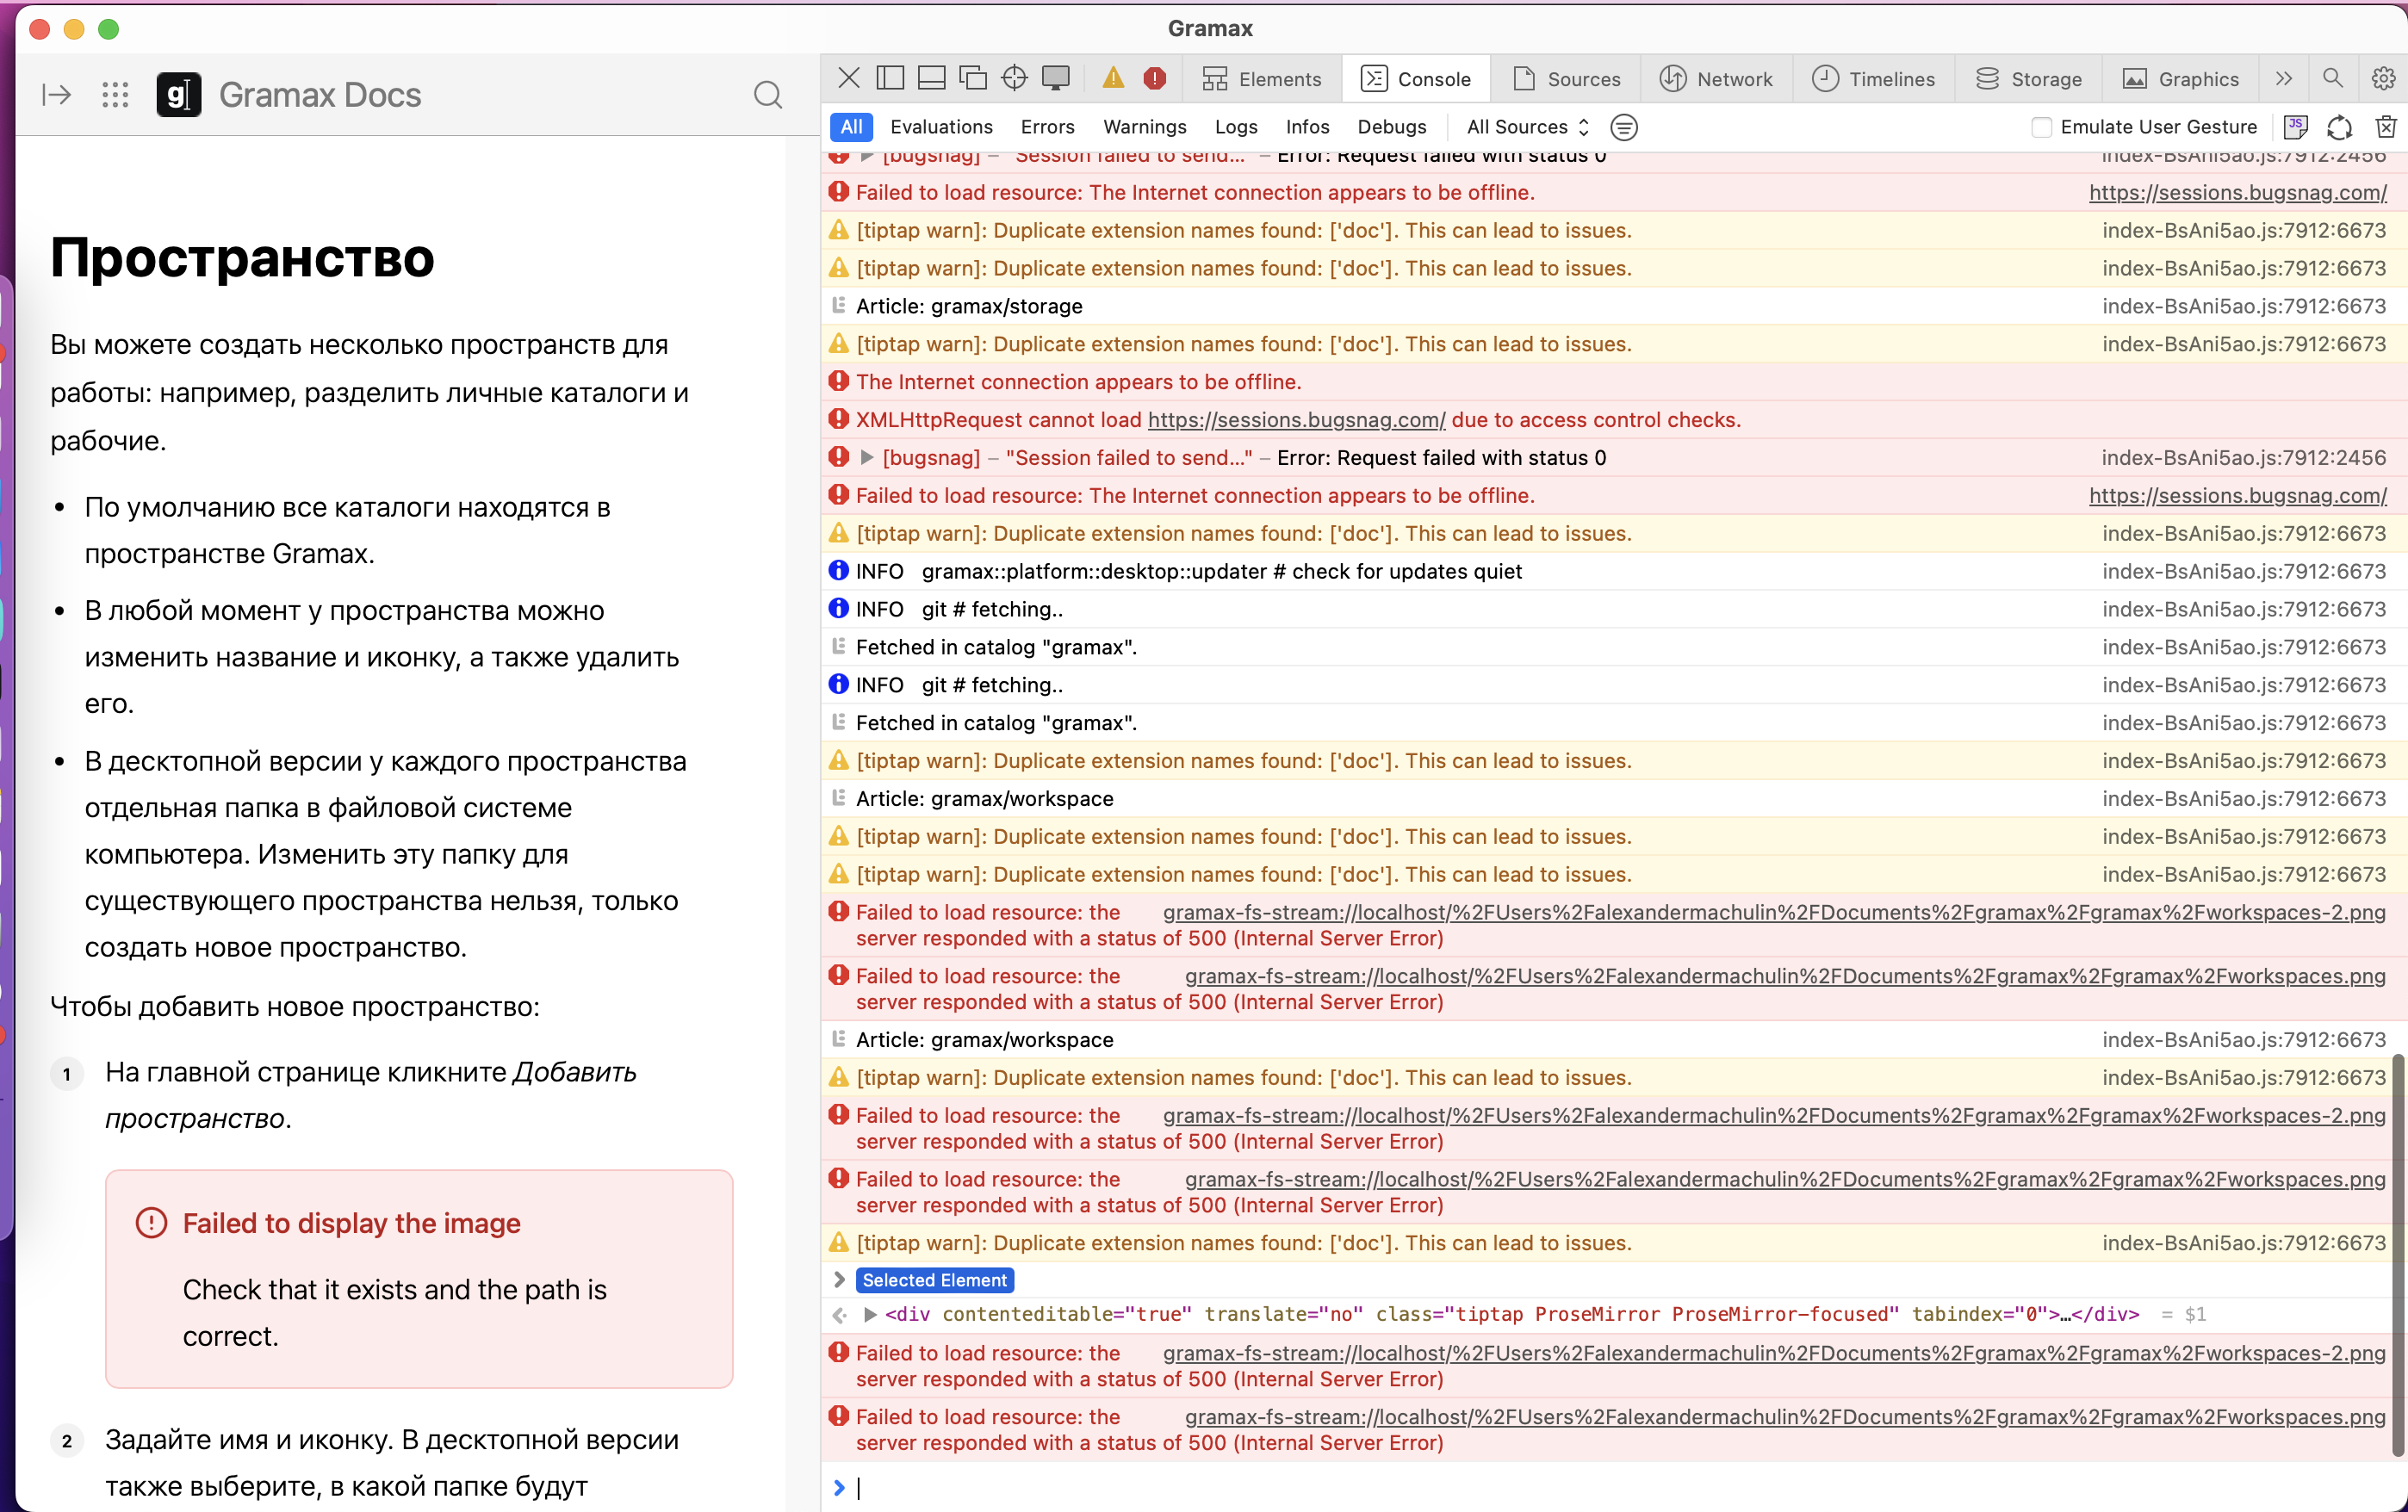 Gramax
Gramax Docs
Пространство
Вы можете создать несколько пространств для
работы: например, разделить личные каталоги и
рабочие.
• По умолчанию все каталоги находятся в
пространстве Gramax.
• В любой момент у пространства можно
изменить название и иконку, а также удалить
его.
• В десктопной версии у каждого пространства
отдельная папка в файловой системе
компьютера. Изменить эту папку для
существующего пространства нельзя, только
создать новое пространство.
Чтобы добавить новое пространство:
1 На главной странице кликните Добавить
пространство.
Failed to display the image
Check that it exists and the path is
correct.
2 Задайте имя и иконку. В десктопной версии
также выберите, в какой папке будут
Elements Console Sources Network Timelines Storage Graphics
All Evaluations Errors Warnings Logs Infos Debugs All Sources Emulate User Gesture
[bugsnag] – "Session failed to send..." – Error: Request failed with status 0 index-BsAni5ao.js:7912:2456
Failed to load resource: The Internet connection appears to be offline. https://sessions.bugsnag.com/
[tiptap warn]: Duplicate extension names found: ['doc']. This can lead to issues. index-BsAni5ao.js:7912:6673
[tiptap warn]: Duplicate extension names found: ['doc']. This can lead to issues. index-BsAni5ao.js:7912:6673
Article: gramax/storage index-BsAni5ao.js:7912:6673
[tiptap warn]: Duplicate extension names found: ['doc']. This can lead to issues. index-BsAni5ao.js:7912:6673
The Internet connection appears to be offline.
XMLHttpRequest cannot load https://sessions.bugsnag.com/ due to access control checks.
[bugsnag] – "Session failed to send..." – Error: Request failed with status 0 index-BsAni5ao.js:7912:2456
Failed to load resource: The Internet connection appears to be offline. https://sessions.bugsnag.com/
[tiptap warn]: Duplicate extension names found: ['doc']. This can lead to issues. index-BsAni5ao.js:7912:6673
INFO gramax::platform::desktop::updater # check for updates quiet index-BsAni5ao.js:7912:6673
INFO git # fetching.. index-BsAni5ao.js:7912:6673
Fetched in catalog "gramax". index-BsAni5ao.js:7912:6673
INFO git # fetching.. index-BsAni5ao.js:7912:6673
Fetched in catalog "gramax". index-BsAni5ao.js:7912:6673
[tiptap warn]: Duplicate extension names found: ['doc']. This can lead to issues. index-BsAni5ao.js:7912:6673
Article: gramax/workspace index-BsAni5ao.js:7912:6673
[tiptap warn]: Duplicate extension names found: ['doc']. This can lead to issues. index-BsAni5ao.js:7912:6673
[tiptap warn]: Duplicate extension names found: ['doc']. This can lead to issues. index-BsAni5ao.js:7912:6673
Failed to load resource: the gramax-fs-stream://localhost/%2FUsers%2Falexandermachulin%2FDocuments%2Fgramax%2Fgramax%2Fworkspaces-2.png
server responded with a status of 500 (Internal Server Error)
Failed to load resource: the gramax-fs-stream://localhost/%2FUsers%2Falexandermachulin%2FDocuments%2Fgramax%2Fgramax%2Fworkspaces.png
server responded with a status of 500 (Internal Server Error)
Article: gramax/workspace index-BsAni5ao.js:7912:6673
[tiptap warn]: Duplicate extension names found: ['doc']. This can lead to issues. index-BsAni5ao.js:7912:6673
Failed to load resource: the gramax-fs-stream://localhost/%2FUsers%2Falexandermachulin%2FDocuments%2Fgramax%2Fgramax%2Fworkspaces-2.png
server responded with a status of 500 (Internal Server Error)
Failed to load resource: the gramax-fs-stream://localhost/%2FUsers%2Falexandermachulin%2FDocuments%2Fgramax%2Fgramax%2Fworkspaces.png
server responded with a status of 500 (Internal Server Error)
[tiptap warn]: Duplicate extension names found: ['doc']. This can lead to issues. index-BsAni5ao.js:7912:6673
Selected Element
<div contenteditable="true" translate="no" class="tiptap ProseMirror ProseMirror-focused" tabindex="0">…</div> = $1
Failed to load resource: the gramax-fs-stream://localhost/%2FUsers%2Falexandermachulin%2FDocuments%2Fgramax%2Fgramax%2Fworkspaces-2.png
server responded with a status of 500 (Internal Server Error)
Failed to load resource: the gramax-fs-stream://localhost/%2FUsers%2Falexandermachulin%2FDocuments%2Fgramax%2Fgramax%2Fworkspaces.png
server responded with a status of 500 (Internal Server Error)